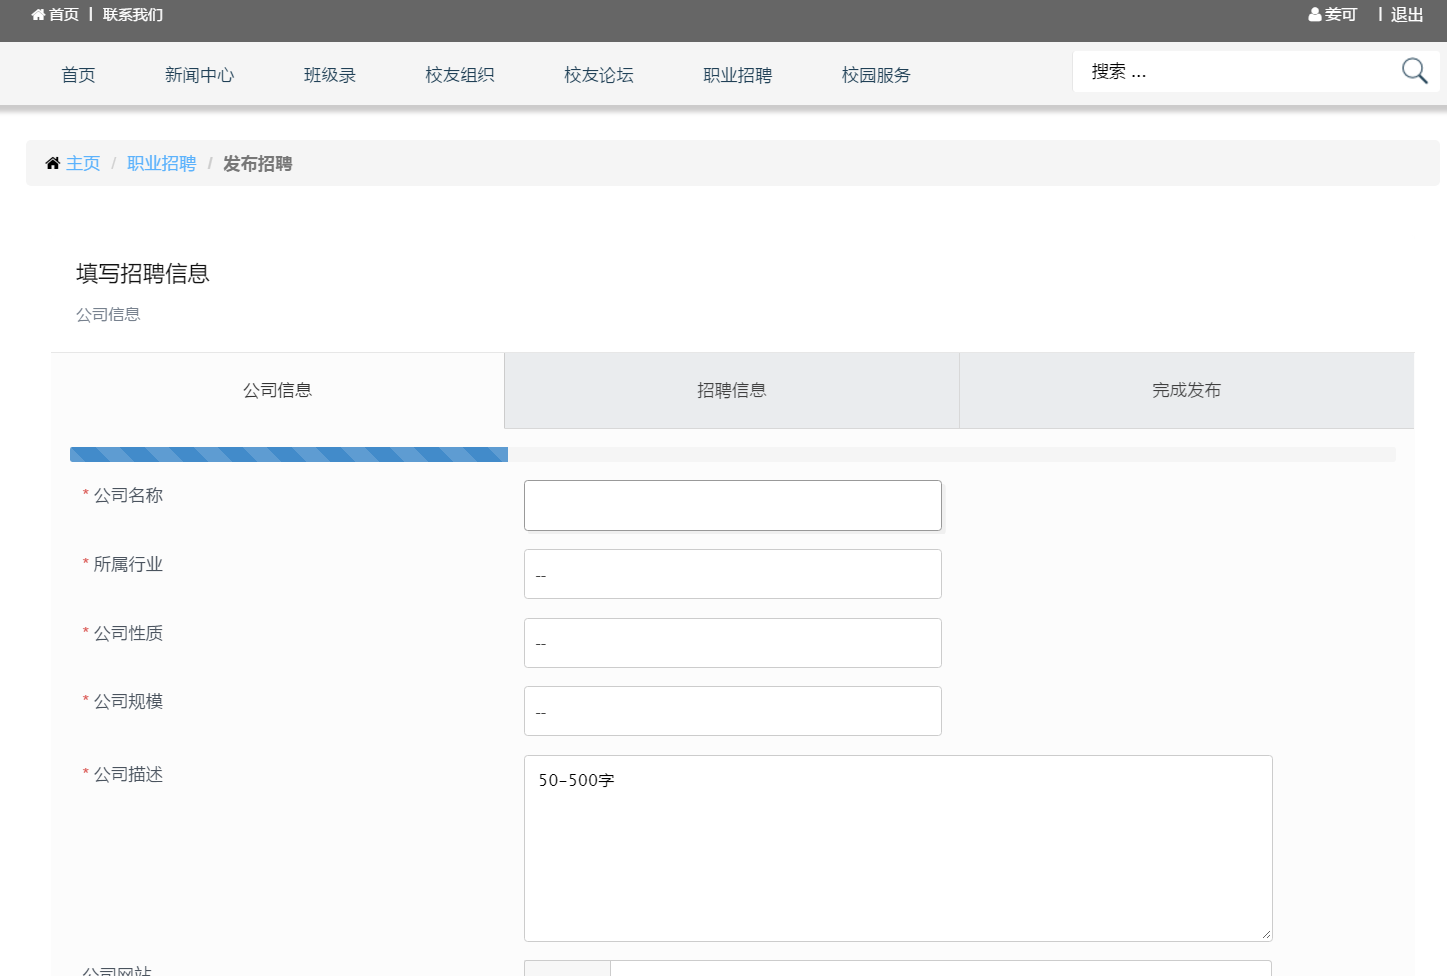 首页 | 联系我们 姜可 | 退出
首页 新闻中心 班级录 校友组织 校友论坛 职业招聘 校园服务 搜索 ...
主页 / 职业招聘 / 发布招聘
填写招聘信息
公司信息
公司信息 招聘信息 完成发布
* 公司名称
* 所属行业 --
* 公司性质 --
* 公司规模 --
* 公司描述 50-500字
公司网站